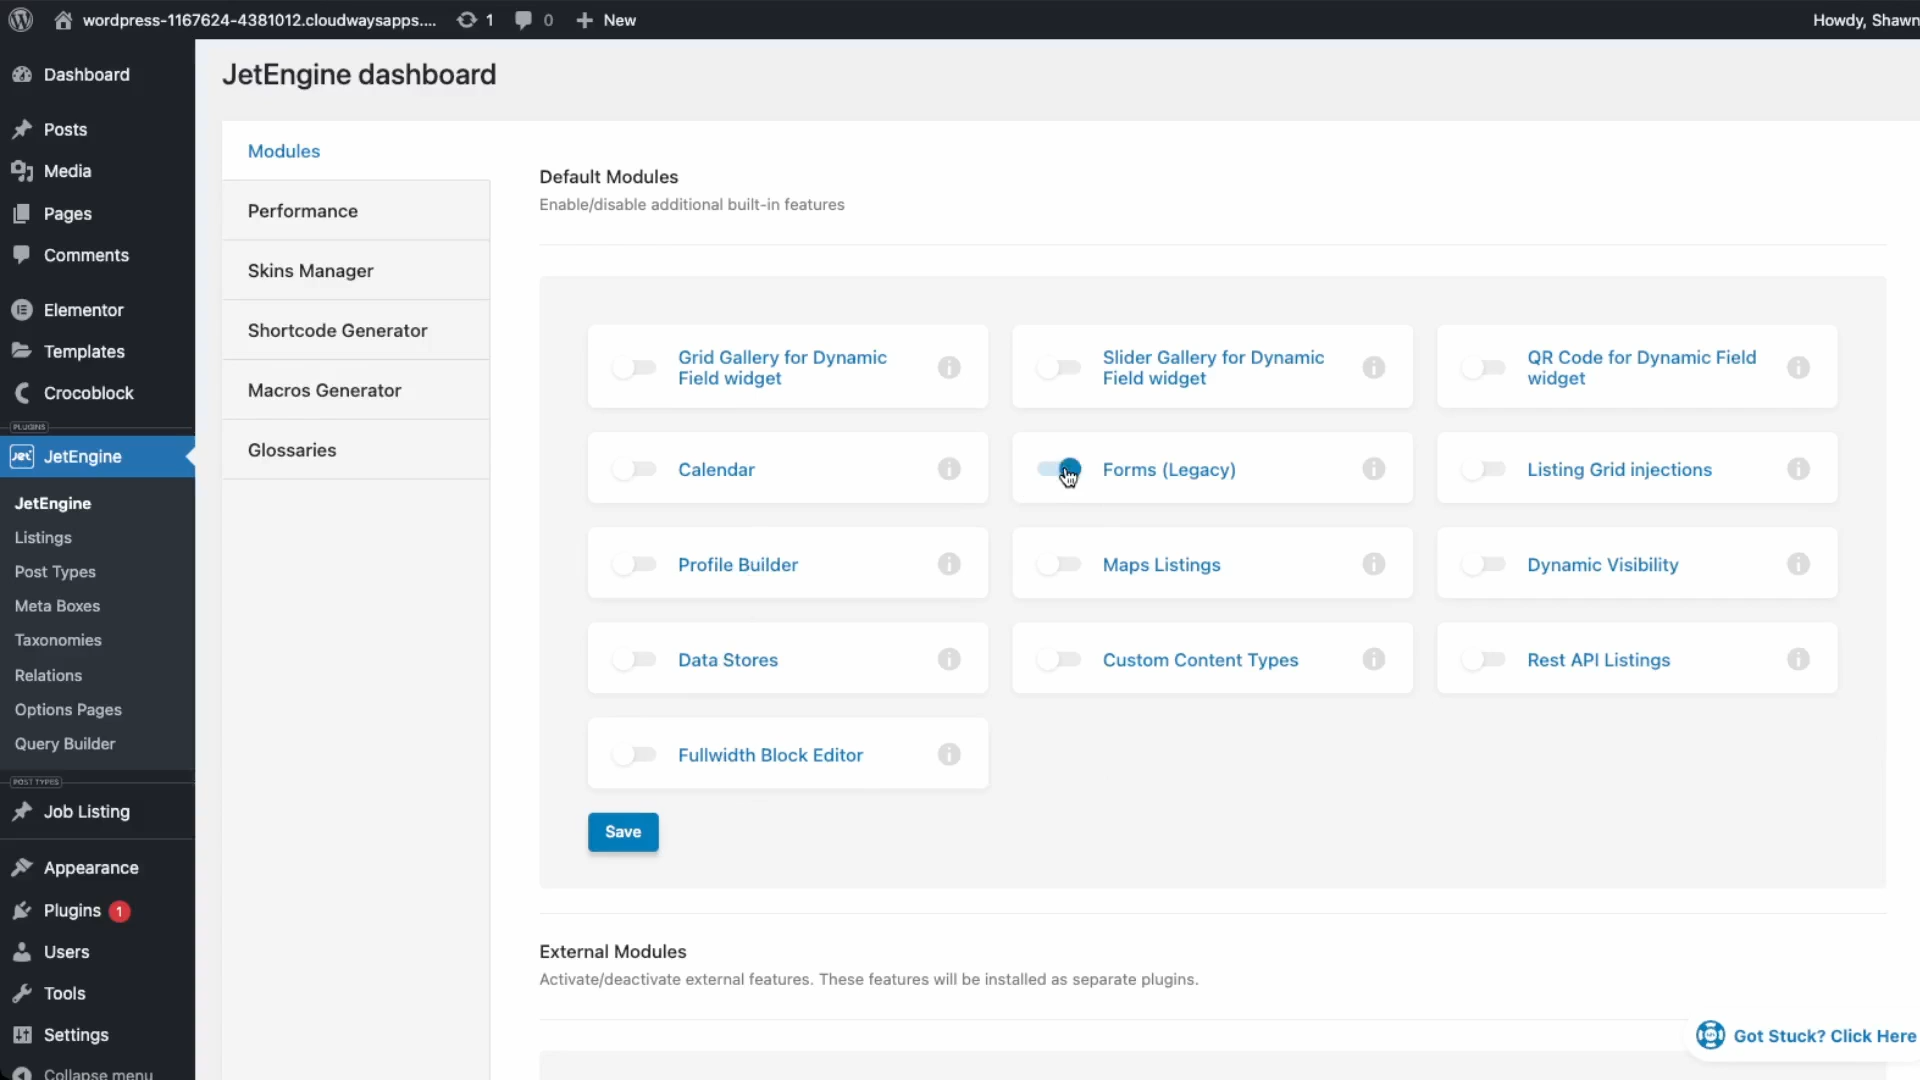 wordpress-1167624-4381012.cloudwaysapps....
1
0
New
Howdy, Shawn
Dashboard
Posts
Media
Pages
Comments
Elementor
Templates
Crocoblock
PLUGINS
Jet
JetEngine
JetEngine
Listings
Post Types
Meta Boxes
Taxonomies
Relations
Options Pages
Query Builder
POST TYPES
Job Listing
Appearance
Plugins 1
Users
Tools
Settings
Collapse menu
JetEngine dashboard
Modules
Performance
Skins Manager
Shortcode Generator
Macros Generator
Glossaries
Default Modules
Enable/disable additional built-in features
Grid Gallery for Dynamic
Field widget
Slider Gallery for Dynamic
Field widget
QR Code for Dynamic Field
widget
Calendar
Forms (Legacy)
Listing Grid injections
Profile Builder
Maps Listings
Dynamic Visibility
Data Stores
Custom Content Types
Rest API Listings
Fullwidth Block Editor
Save
External Modules
Activate/deactivate external features. These features will be installed as separate plugins.
Got Stuck? Click Here